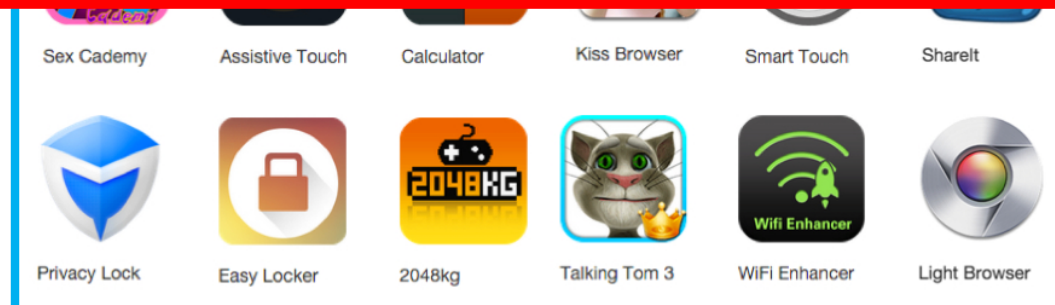 Sex Cademy Assistive Touch Calculator Kiss Browser Smart Touch ShareIt
2048KG
Wifi Enhancer
Privacy Lock Easy Locker 2048kg Talking Tom 3 WiFi Enhancer Light Browser